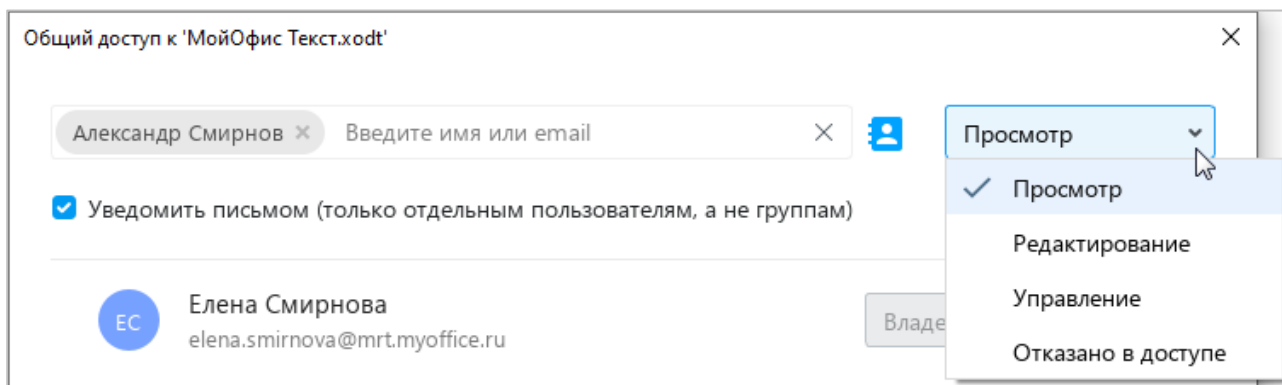 Общий доступ к 'МойОфис Текст.xodt'
Александр Смирнов Введите имя или email Просмотр
Просмотр
Уведомить письмом (только отдельным пользователям, а не группам)
Редактирование
Управление
Елена Смирнова
ЕС
elena.smirnova@mrt.myoffice.ru
Отказано в доступе